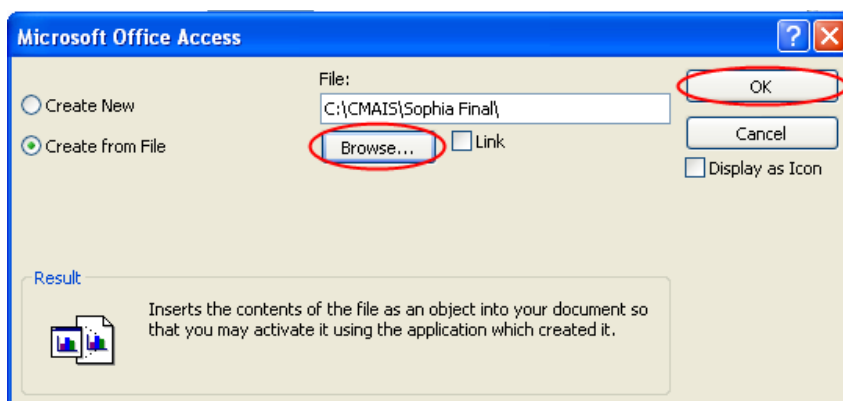 Microsoft Office Access
File:
Create New
C:\CMAIS\Sophia Final\
OK
Create from File
Browse...
Link
Cancel
Display as Icon
Result
Inserts the contents of the file as an object into your document so
that you may activate it using the application which created it.